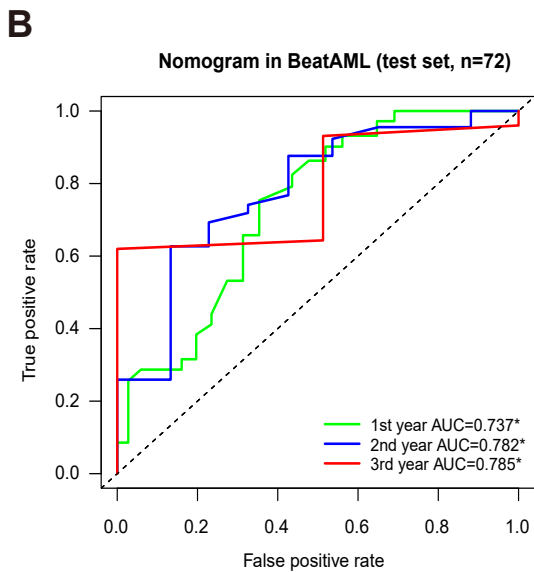 B
Nomogram in BeatAML (test set, n=72)
1.0
0.8
0.6
0.4
0.2
0.0
True positive rate
1st year AUC=0.737*
2nd year AUC=0.782*
3rd year AUC=0.785*
0.0 0.2 0.4 0.6 0.8 1.0
False positive rate